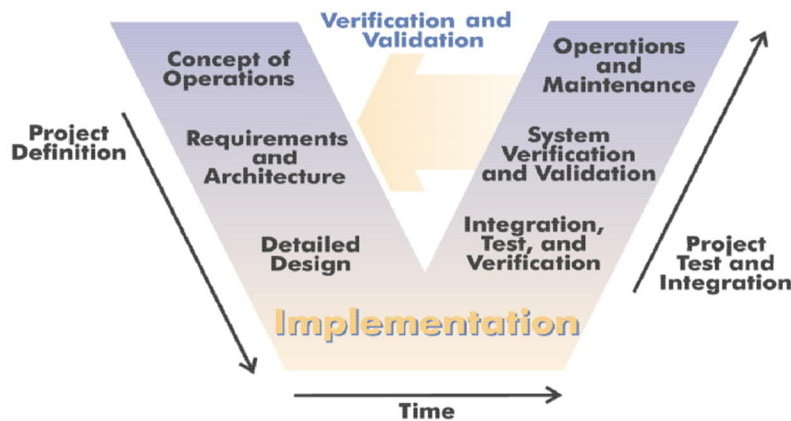 Verification and
Validation
Concept of
Operations
Operations
and
Maintenance
Project
Definition
Requirements
and
Architecture
System
Verification
and Validation
Detailed
Design
Integration,
Test, and
Verification
Project
Test and
Integration
Implementation
Time